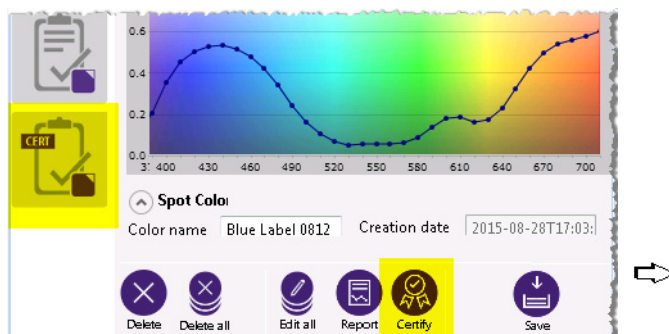 0.6
0.4
CERT
0.2
0.0
3: 400 430 460 490 520 550 580 610 640 670 700
Spot Color
Color name Blue Label 0812 Creation date 2015-08-28T17:03:
Delete Delete all Edit all Report Certify Save